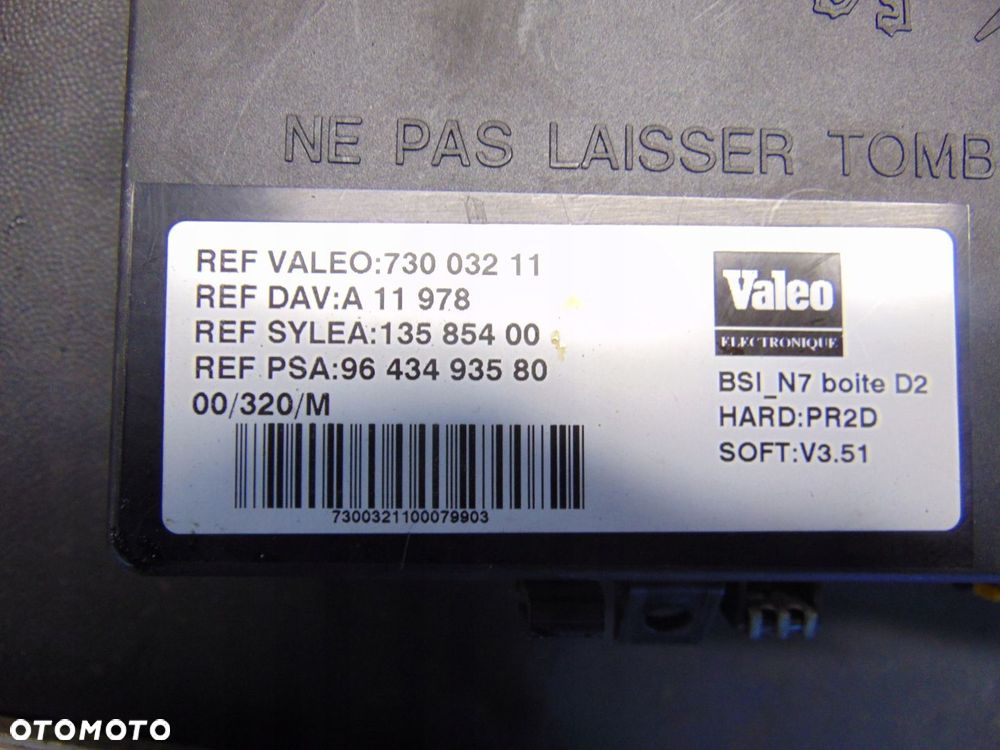 NE PAS LAISSER TOMB
REF VALEO:730 032 11
REF DAV:A 11 978
REF SYLEA:135 854 00
REF PSA:96 434 935 80
00/320/M
7300321100079903
Valeo
ELECTRONIQUE
BSI_N7 boite D2
HARD:PR2D
SOFT:V3.51
OTOMOTO